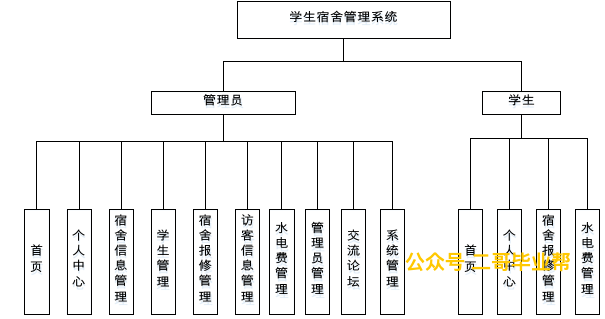 学生宿舍管理系统
管理员
学生
首页
个人中心
宿舍信息管理
学生管理
宿舍报修管理
访客信息管理
水电费管理
管理员管理
交流论坛
系统管理
首页
个人中心
宿舍报修管理
水电费管理
公众号·二哥毕业帮